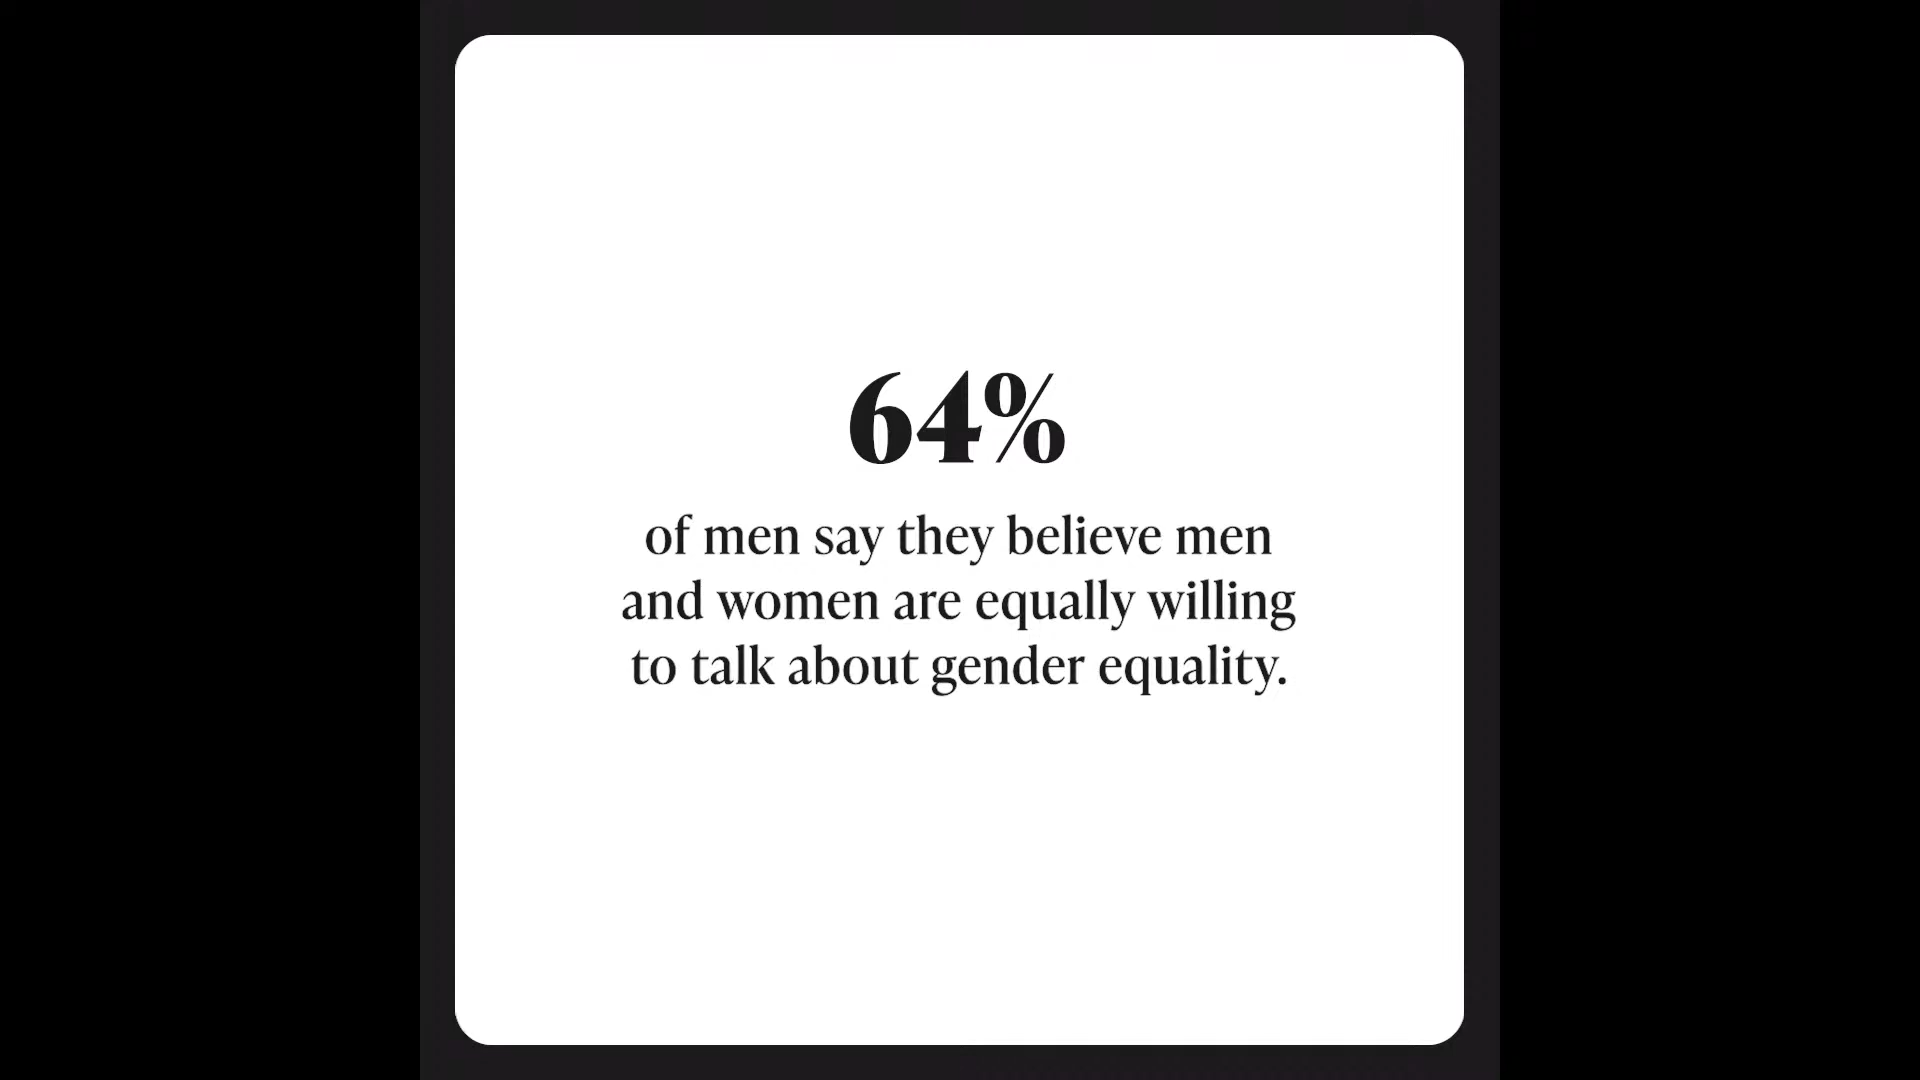 64%
of men say they believe men
and women are equally willing
to talk about gender equality.